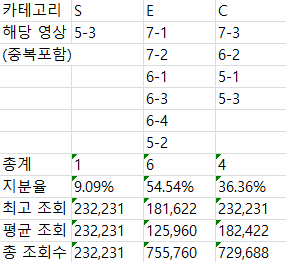 카테고리 S E C
해당 영상 5-3 7-1 7-3
(중복포함) 7-2 6-2
6-1 5-1
6-3 5-3
6-4
5-2
총계 1 6 4
지분율 9.09% 54.54% 36.36%
최고 조회 232,231 181,622 232,231
평균 조회 232,231 125,960 182,422
총 조회수 232,231 755,760 729,688